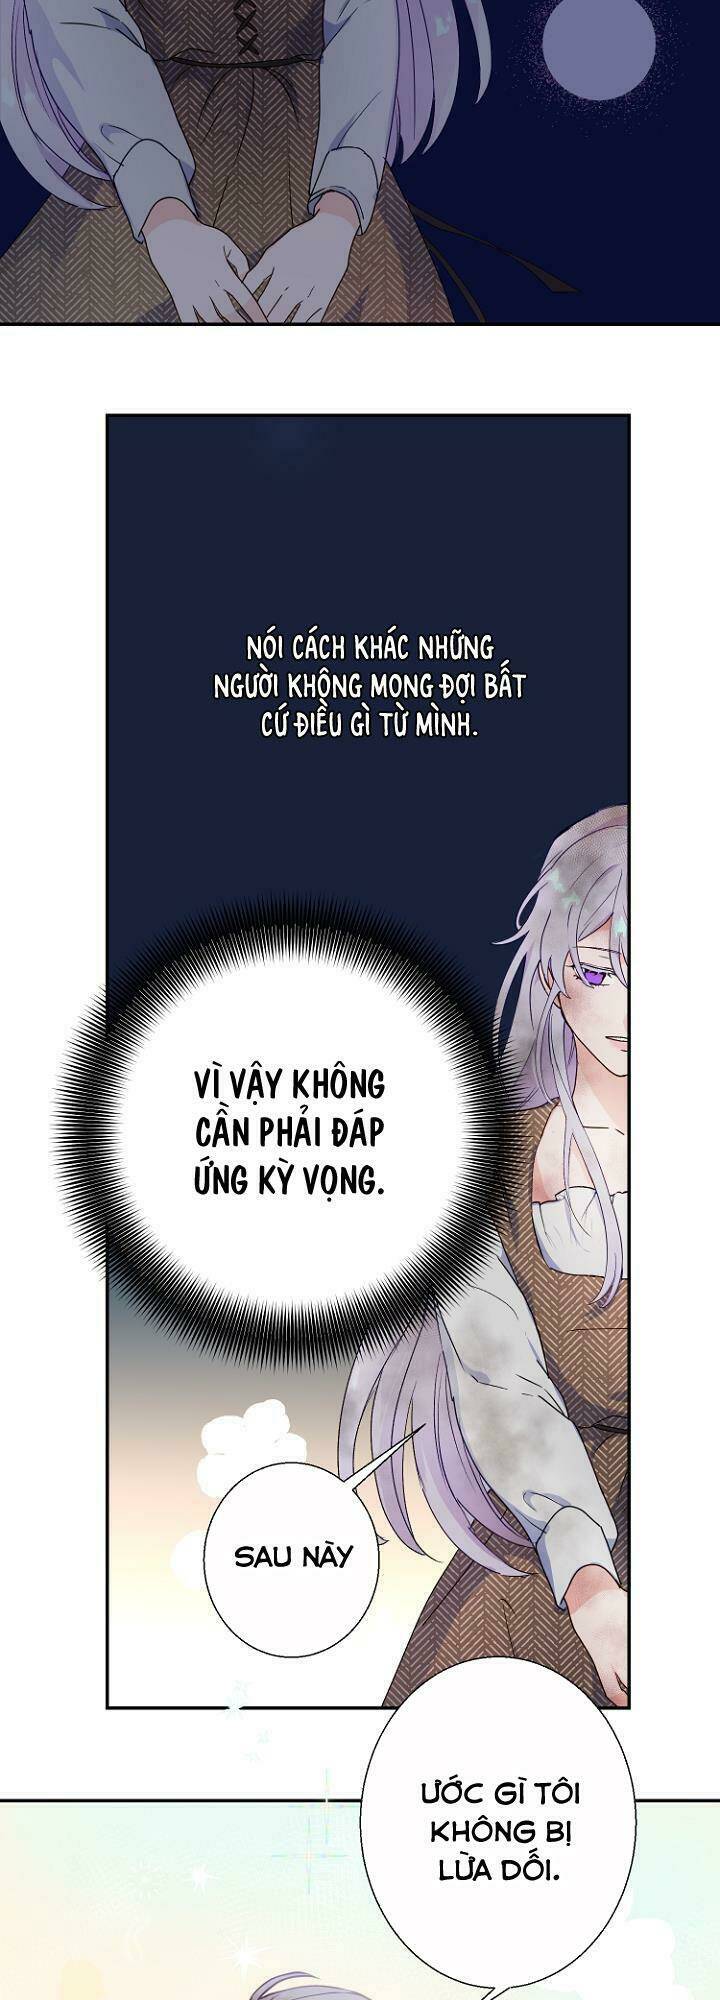 NÓI CÁCH KHÁC NHỮNG
NGƯỜI KHÔNG MONG ĐỢI BẤT
CỨ ĐIỀU GÌ TỪ MÌNH.
VÌ VẬY KHÔNG
CẦN PHẢI ĐÁP
ỨNG KỲ VỌNG.
SAU NÀY
ƯỚC GÌ TÔI
KHÔNG BỊ
LỪA DỐI.